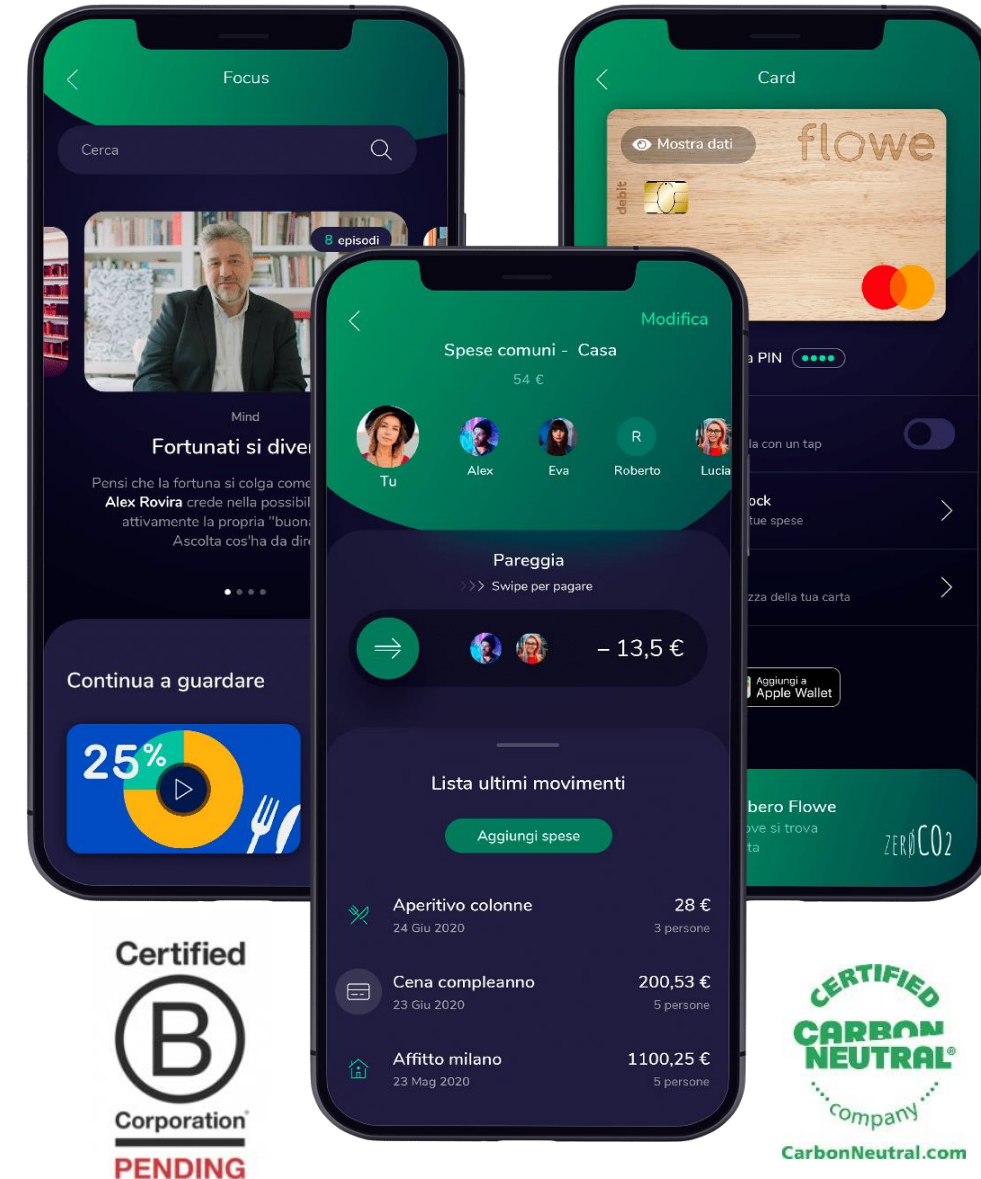 Focus
Cerca
8 episodi
Mind
Fortunati si diver
Pensi che la fortuna si colga come
Alex Rovira crede nella possibil
attivamente la propria "buona
Ascolta cos'ha da dire
Continua a guardare
25%
Card
Mostra dati
flowe
debit
PIN
la con un tap
ock
tue spese
zza della tua carta
Aggiungi a
Apple Wallet
bero Flowe
ove si trova
ta
ZERØCO2
Modifica
Spese comuni - Casa
54 €
Tu
Alex
Eva
R
Roberto
Lucia
Pareggia
>>> Swipe per pagare
– 13,5 €
Lista ultimi movimenti
Aggiungi spese
Aperitivo colonne 28 €
24 Giu 2020 3 persone
Cena compleanno 200,53 €
23 Giu 2020 5 persone
Affitto milano 1100,25 €
23 Mag 2020 5 persone
Certified
B
Corporation
PENDING
CERTIFIED
CARBON
NEUTRAL®
company
CarbonNeutral.com